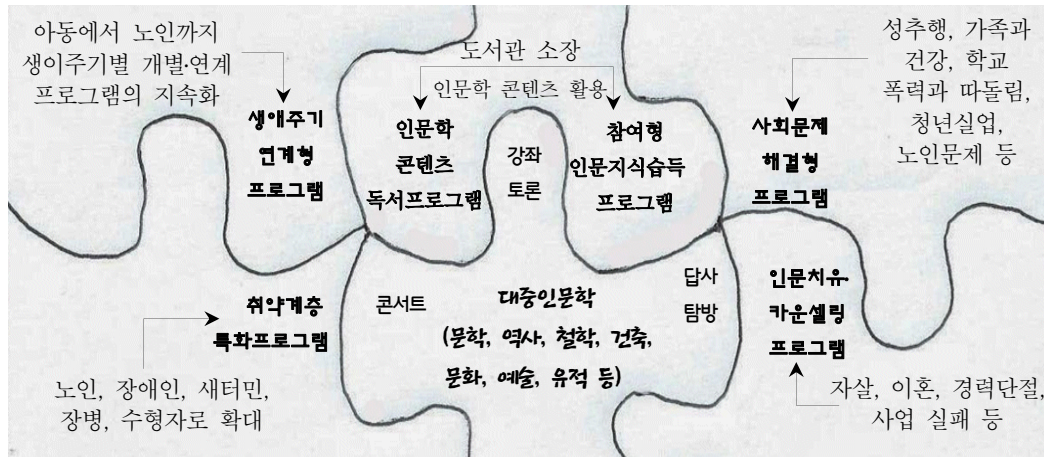 아동에서 노인까지
생이주기별 개별·연계
프로그램의 지속화
생애주기
연계형
프로그램
도서관 소장
인문학 콘텐츠 활용
인문학
콘텐츠
독서프로그램
강좌
토론
참여형
인문지식습득
프로그램
성추행, 가족과
건강, 학교
폭력과 따돌림,
청년실업,
노인문제 등
사회문제
해결형
프로그램
취약계층
특화프로그램
노인, 장애인, 새터민,
장병, 수형자로 확대
콘서트
대중인문학
(문학, 역사, 철학, 건축,
문화, 예술, 유적 등)
답사
탐방
인문치유
카운셀링
프로그램
자살, 이혼, 경력단절,
사업 실패 등